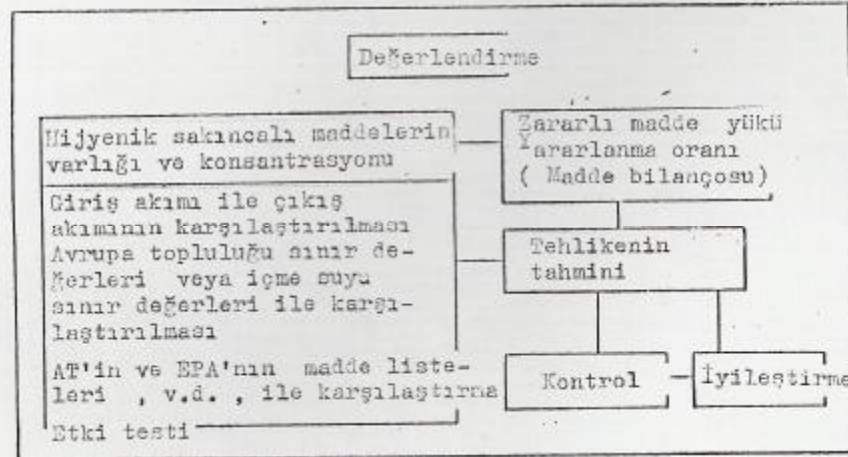 Değerlendirme
Hijyenik sakıncalı maddelerin
varlığı ve konsantrasyonu
Giriş akımı ile çıkış
akımının karşılaştırılması
Avrupa topluluğu sınır de-
ğerleri veya içme suyu
sınır değerleri ile karşı-
laştırılması
AT'in ve EPA'nın madde liste-
leri , v.d. , ile karşılaştırma
Etki testi
Zararlı madde yükü
Yararlanma oranı
( Madde bilançosu)
Tehlikenin
tahmini
Kontrol
İyileştirme